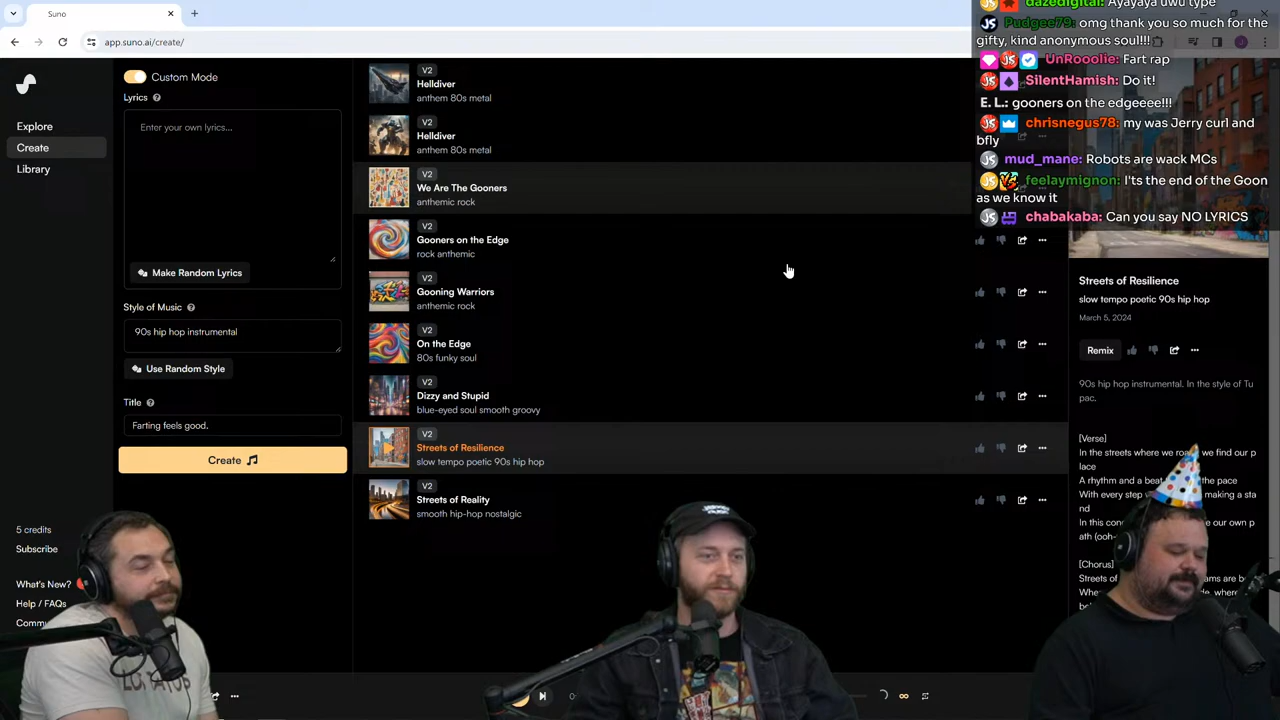 Suno
app.suno.ai/create/
Custom Mode
Lyrics
Enter your own lyrics...
Make Random Lyrics
Style of Music
90s hip hop instrumental
Use Random Style
Title
Farting feels good.
Create
Explore
Create
Library
5 credits
Subscribe
What's New?
Help / FAQs
V2
Helldiver
anthem 80s metal
V2
Helldiver
anthem 80s metal
V2
We Are The Gooners
anthemic rock
V2
Gooners on the Edge
rock anthemic
V2
Gooning Warriors
anthemic rock
V2
On the Edge
80s funky soul
V2
Dizzy and Stupid
blue-eyed soul smooth groovy
V2
Streets of Resilience
slow tempo poetic 90s hip hop
V2
Streets of Reality
smooth hip-hop nostalgic
dazedigital: Ayayaya uwu type
Pudgee79: omg thank you so much for the
gifty, kind anonymous soul!!!
UnRooolie: Fart rap
SilentHamish: Do it!
E. L.: gooners on the edgeeee!!!
chrisnegus78: my was Jerry curl and
bfly
mud_mane: Robots are wack MCs
feelaymignon: I'ts the end of the Goon
as we know it
chabakaba: Can you say NO LYRICS
Streets of Resilience
slow tempo poetic 90s hip hop
March 5, 2024
Remix
90s hip hop instrumental. In the style of Tu
pac.
[Verse]
In the streets where we we find our p
lace
A rhythm and a beat the pace
With every step making a sta
nd
In this our own p
ath
[Chorus]
Streets of